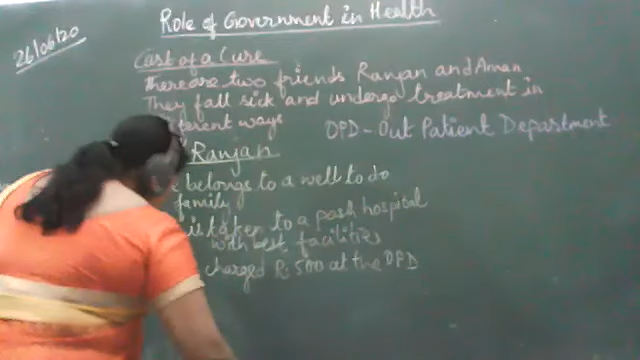 26/06/20
Role of Government in Health
Cost of a Cure
There are two friends Ranjan and Aman
They fall sick and undergo treatment in
ferent ways
OPD - Out Patient Department
Ranjan
belongs to a well to do
family
is taken to a posh hospital
with best facilities
charged Rs 500 at the OPD